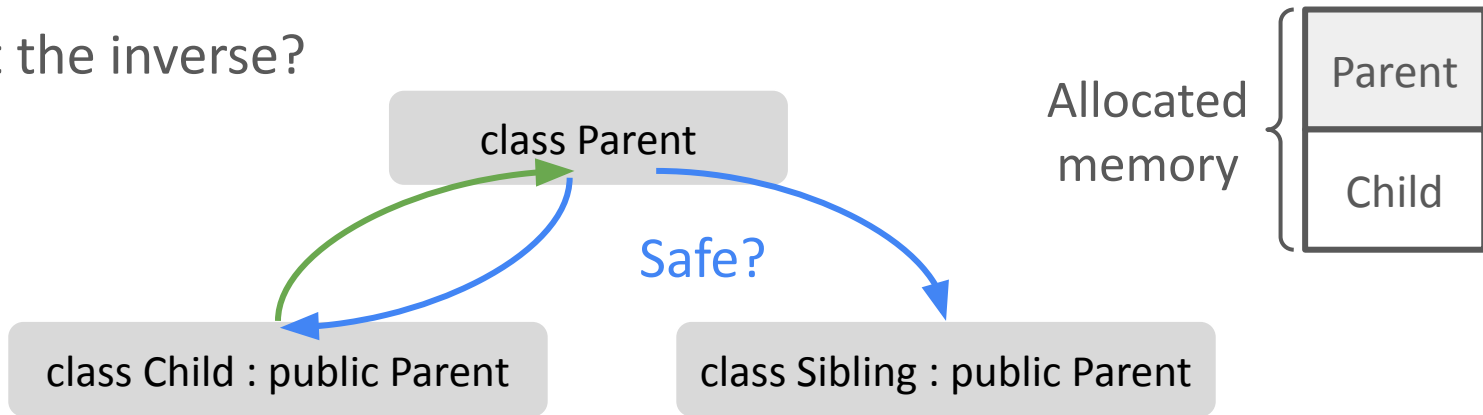 the inverse?
class Parent
Safe?
class Child : public Parent
class Sibling : public Parent
Allocated
memory
Parent
Child